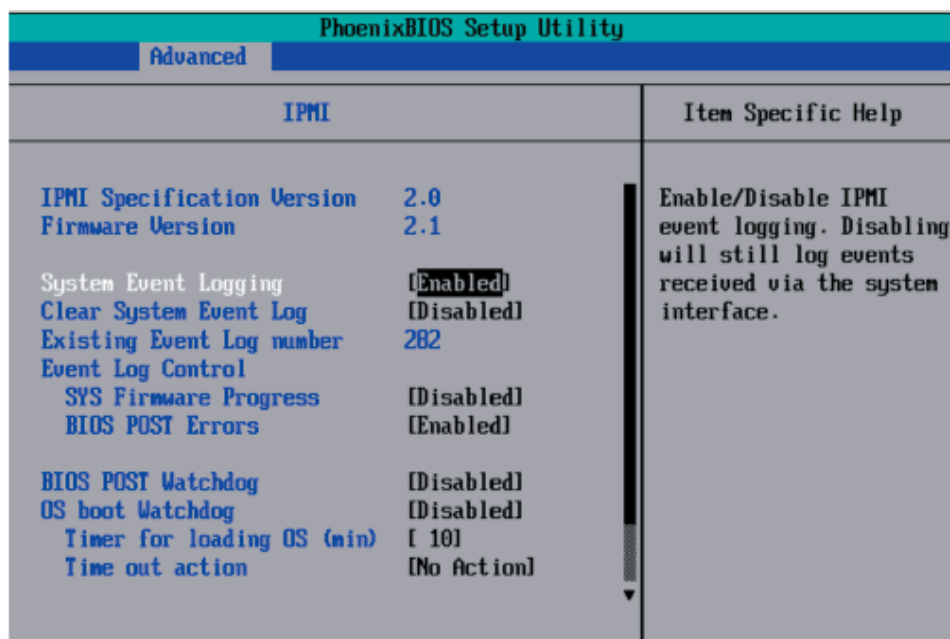 PhoenixBIOS Setup Utility
Advanced
IPMI
IPMI Specification Version 2.0
Firmware Version 2.1
System Event Logging [Enabled]
Clear System Event Log [Disabled]
Existing Event Log number 282
Event Log Control
SYS Firmware Progress [Disabled]
BIOS POST Errors [Enabled]
BIOS POST Watchdog [Disabled]
OS boot Watchdog [Disabled]
Timer for loading OS (min) [ 10]
Time out action [No Action]
Item Specific Help
Enable/Disable IPMI
event logging. Disabling
will still log events
received via the system
interface.